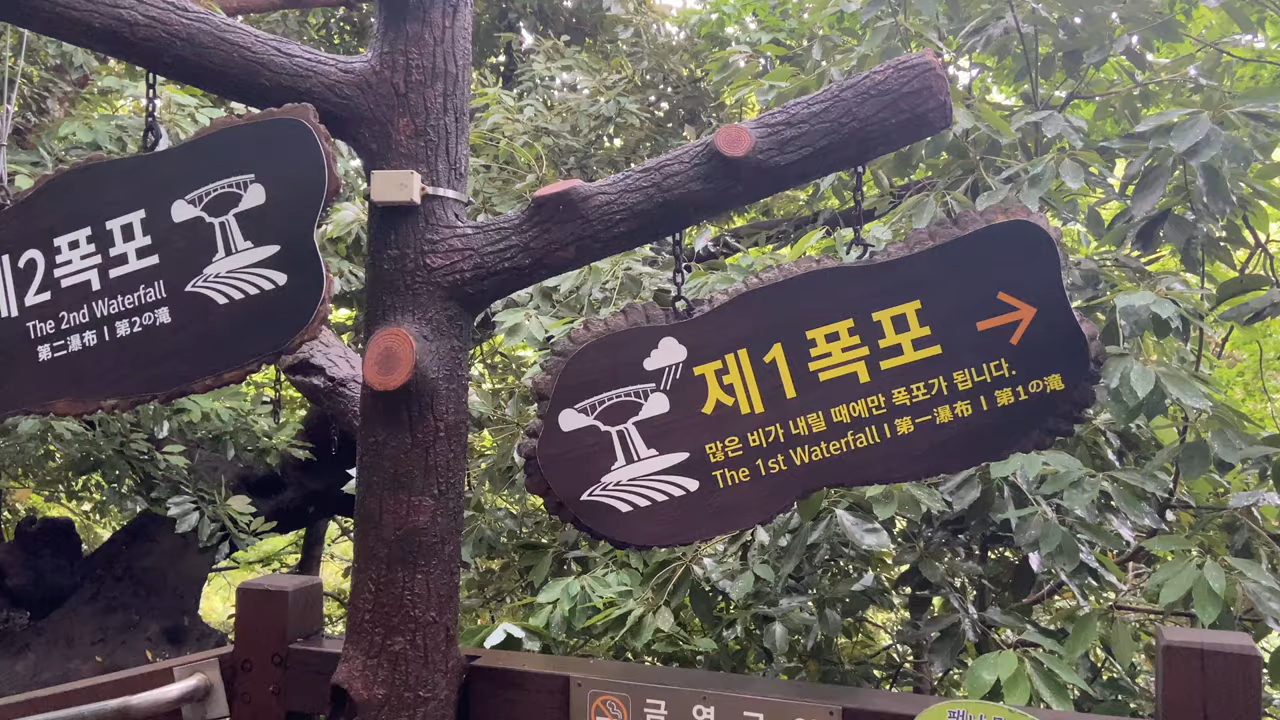 제2폭포
The 2nd Waterfall
第二瀑布 | 第2の滝
제1폭포
많은 비가 내릴 때에만 폭포가 됩니다.
The 1st Waterfall | 第一瀑布 | 第1の滝
금연구